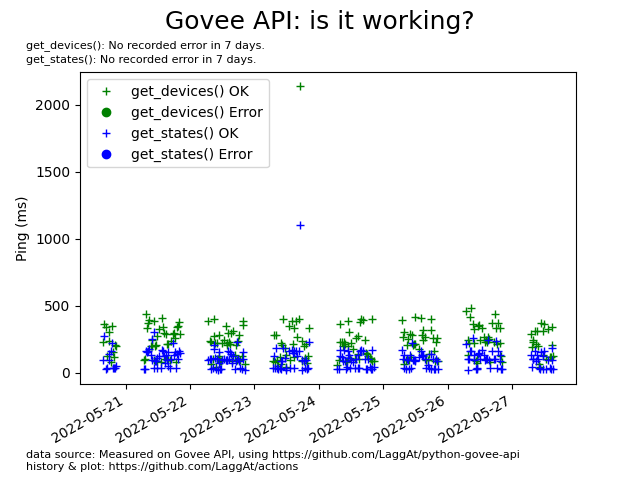 Govee API: is it working?
get_devices(): No recorded error in 7 days.
get_states(): No recorded error in 7 days.
get_devices() OK
get_devices() Error
get_states() OK
get_states() Error
Ping (ms)
2000
1500
1000
500
0
2022-05-21
2022-05-22
2022-05-23
2022-05-24
2022-05-25
2022-05-26
2022-05-27
data source: Measured on Govee API, using https://github.com/LaggAt/python-govee-api
history & plot: https://github.com/LaggAt/actions